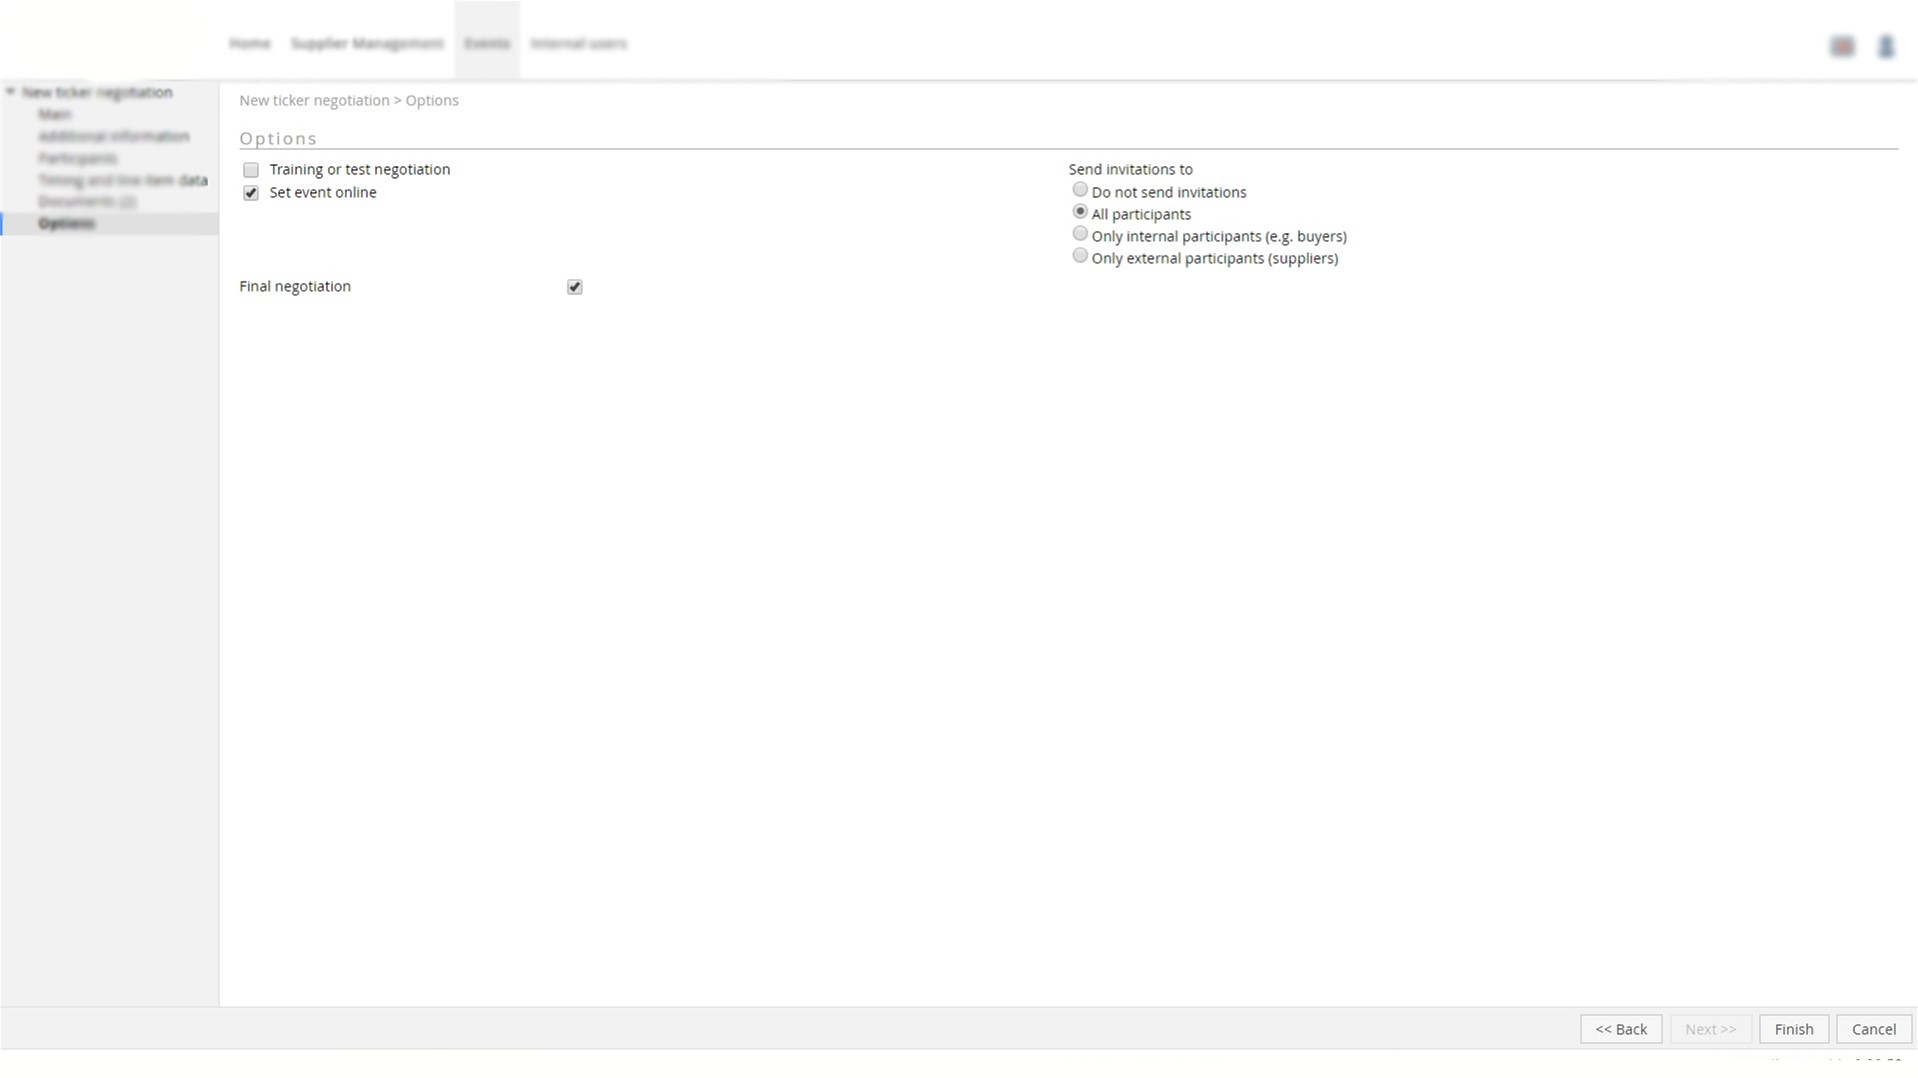 Home Supplier Management Events Internal users
New ticker negotiation
Main
Additional information
Participants
Timing and line item data
Documents (2)
Options
New ticker negotiation > Options
Options
Training or test negotiation
Set event online
Send invitations to
Do not send invitations
All participants
Only internal participants (e.g. buyers)
Only external participants (suppliers)
Final negotiation
<< Back Next >> Finish Cancel